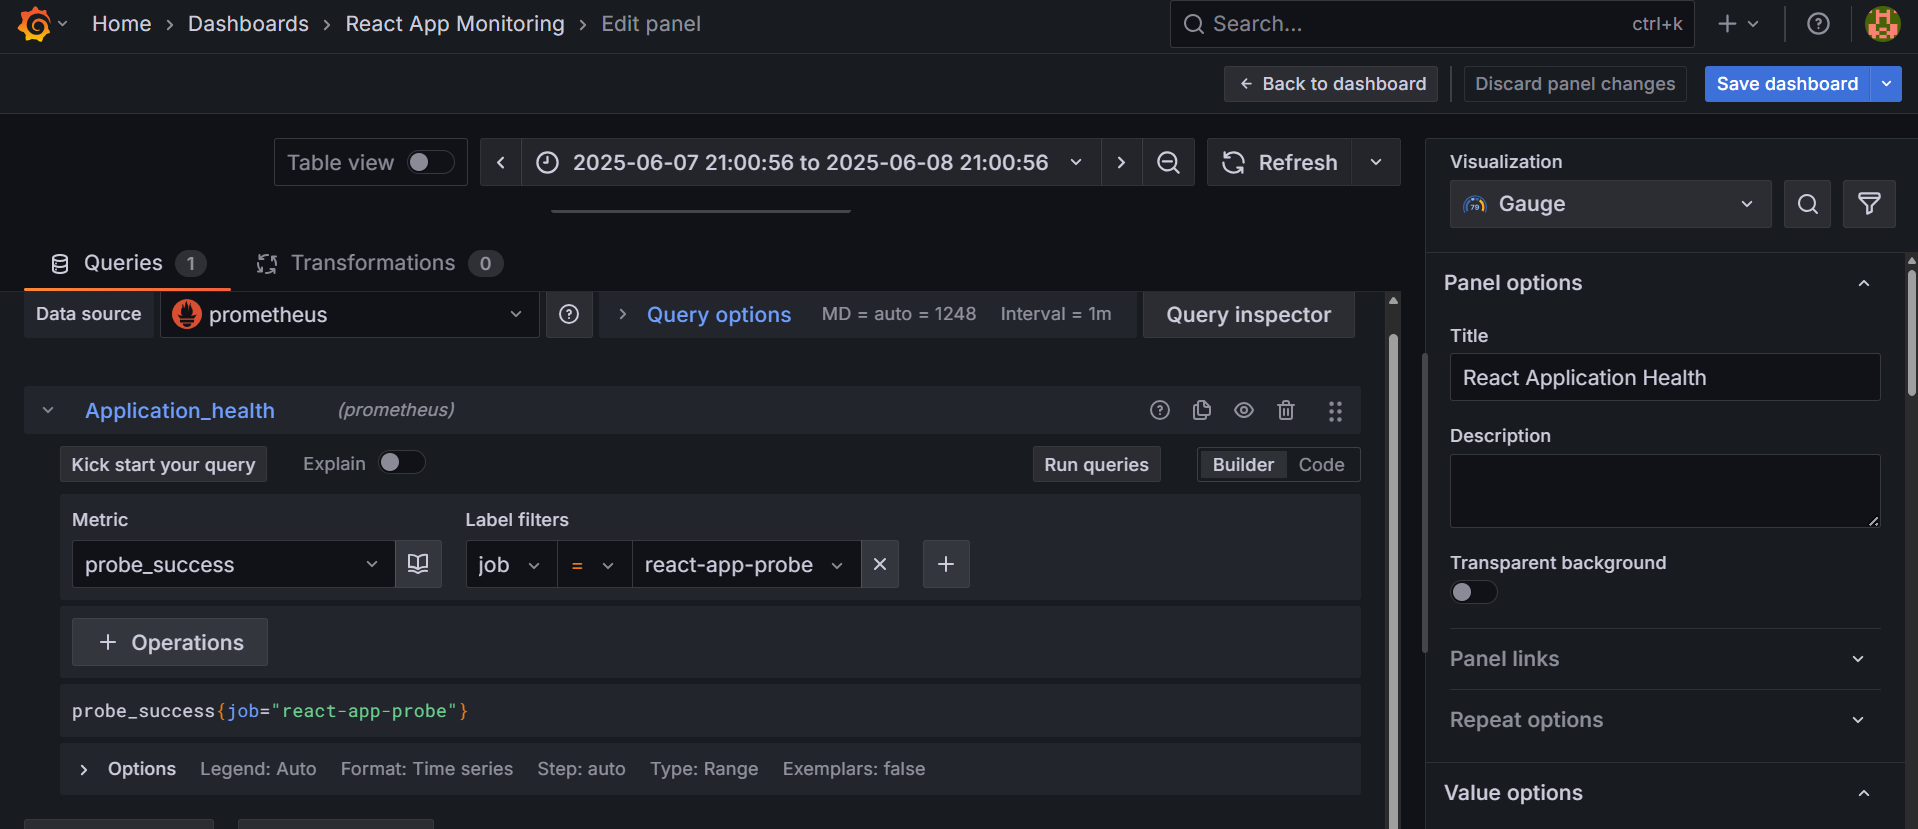 Home › Dashboards › React App Monitoring › Edit panel
Search... ctrl+k
Back to dashboard Discard panel changes Save dashboard
Table view 2025-06-07 21:00:56 to 2025-06-08 21:00:56 Refresh
Queries 1 Transformations 0
Data source prometheus Query options MD = auto = 1248 Interval = 1m Query inspector
Application_health (prometheus)
Kick start your query Explain Run queries Builder Code
Metric Label filters
probe_success job = react-app-probe
+ Operations
probe_success{job="react-app-probe"}
Options Legend: Auto Format: Time series Step: auto Type: Range Exemplars: false
Visualization
79 Gauge
Panel options
Title
React Application Health
Description
Transparent background
Panel links
Repeat options
Value options